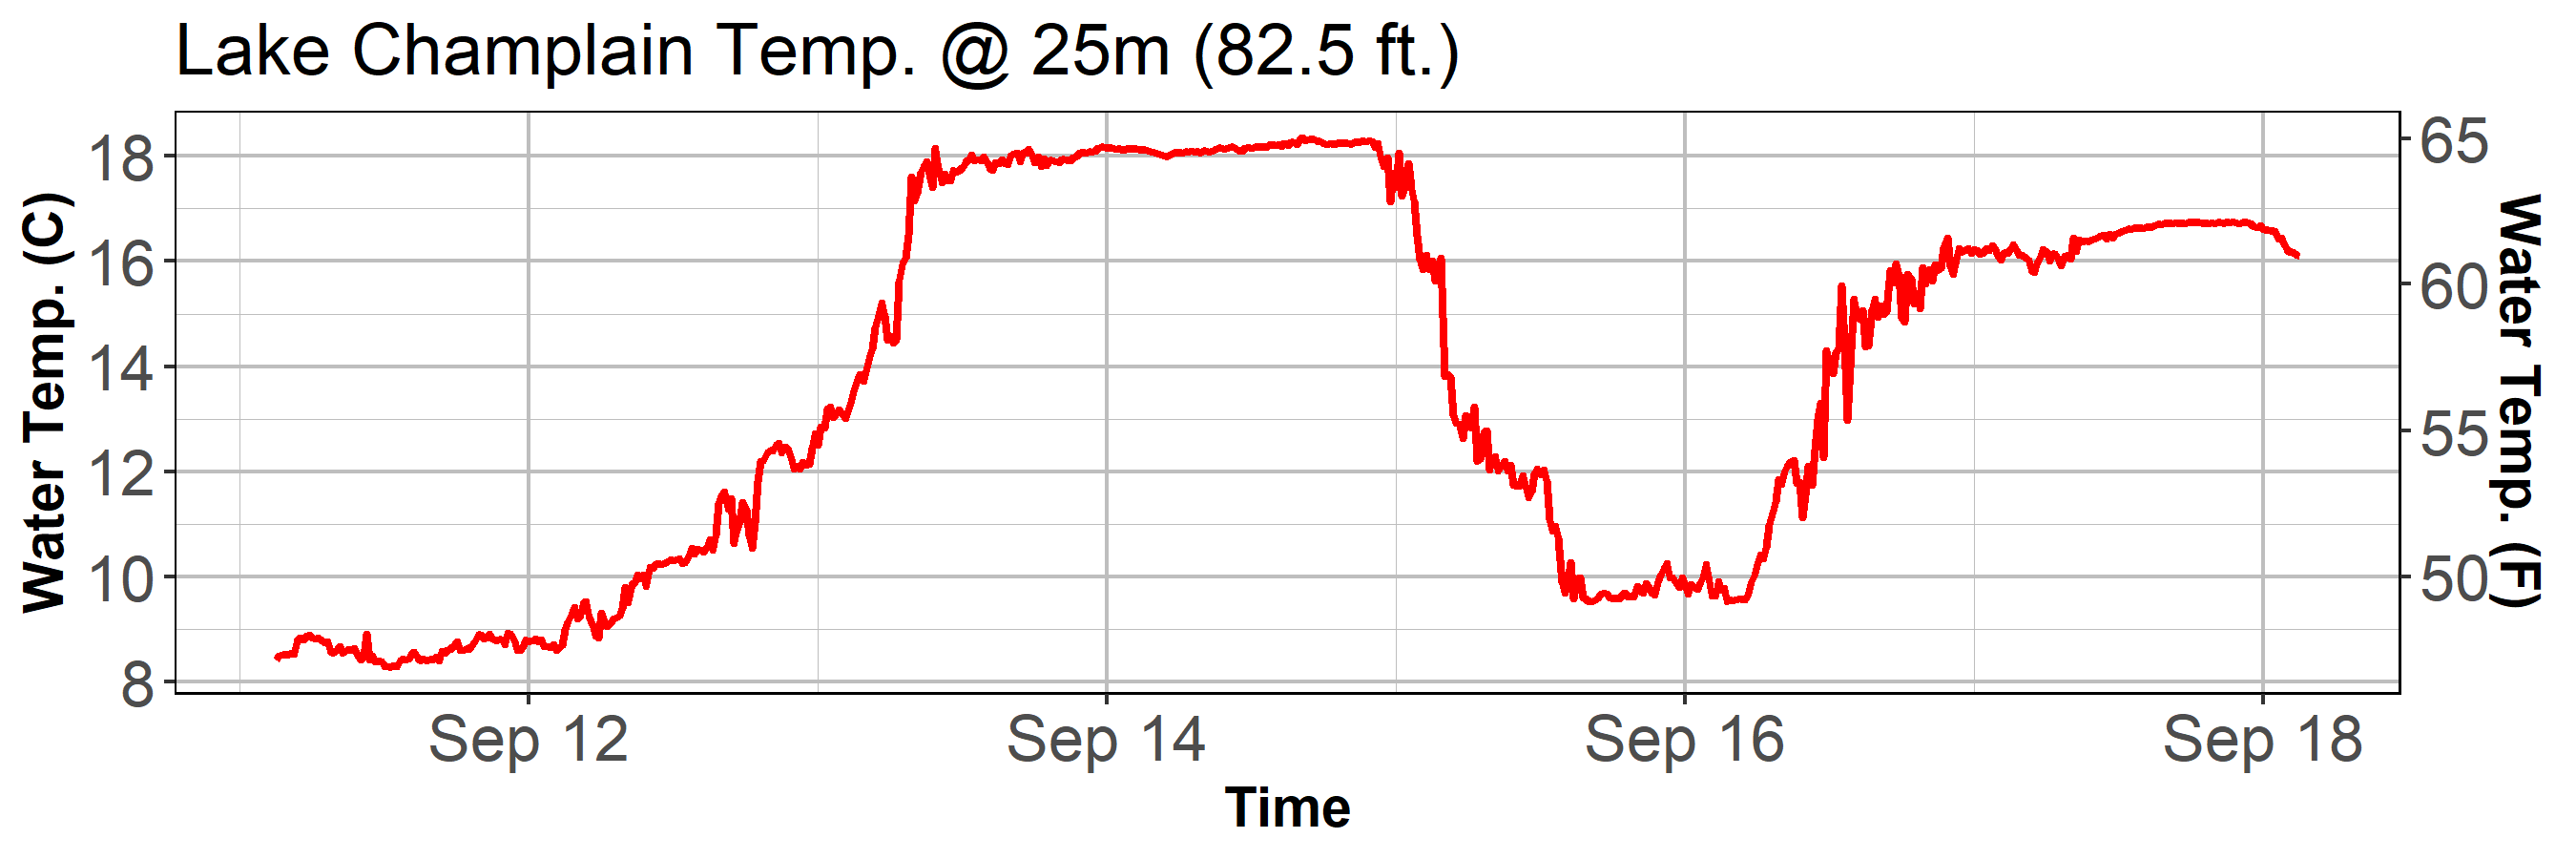 Lake Champlain Temp. @ 25m (82.5 ft.)
Water Temp. (C)
18
16
14
12
10
8
65
60
55
50
Water Temp. (F)
Sep 12
Sep 14
Sep 16
Sep 18
Time